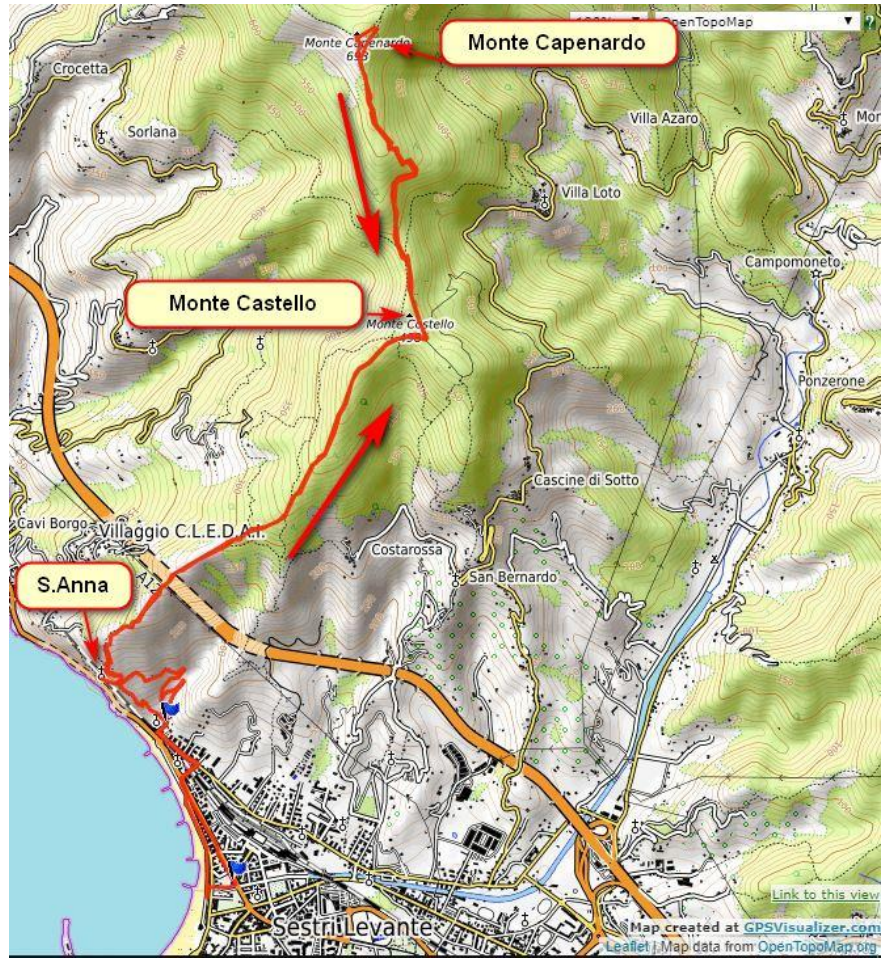 OpenTopoMap
?
Monte Capenardo
693
Monte Capenardo
Crocetta
Sorlana
Villa Azaro
Villa Loto
Campomoneto
Monte Castello
Monte Castello
Ponzerone
Cascine di Sotto
Cavi Borgo
Villaggio C.L.E.D.A.I.
Costarossa
San Bernardo
S.Anna
A12
Sestri Levante
Link to this view
Map created at GPSVisualizer.com
Leaflet | Map data from OpenTopoMap.org